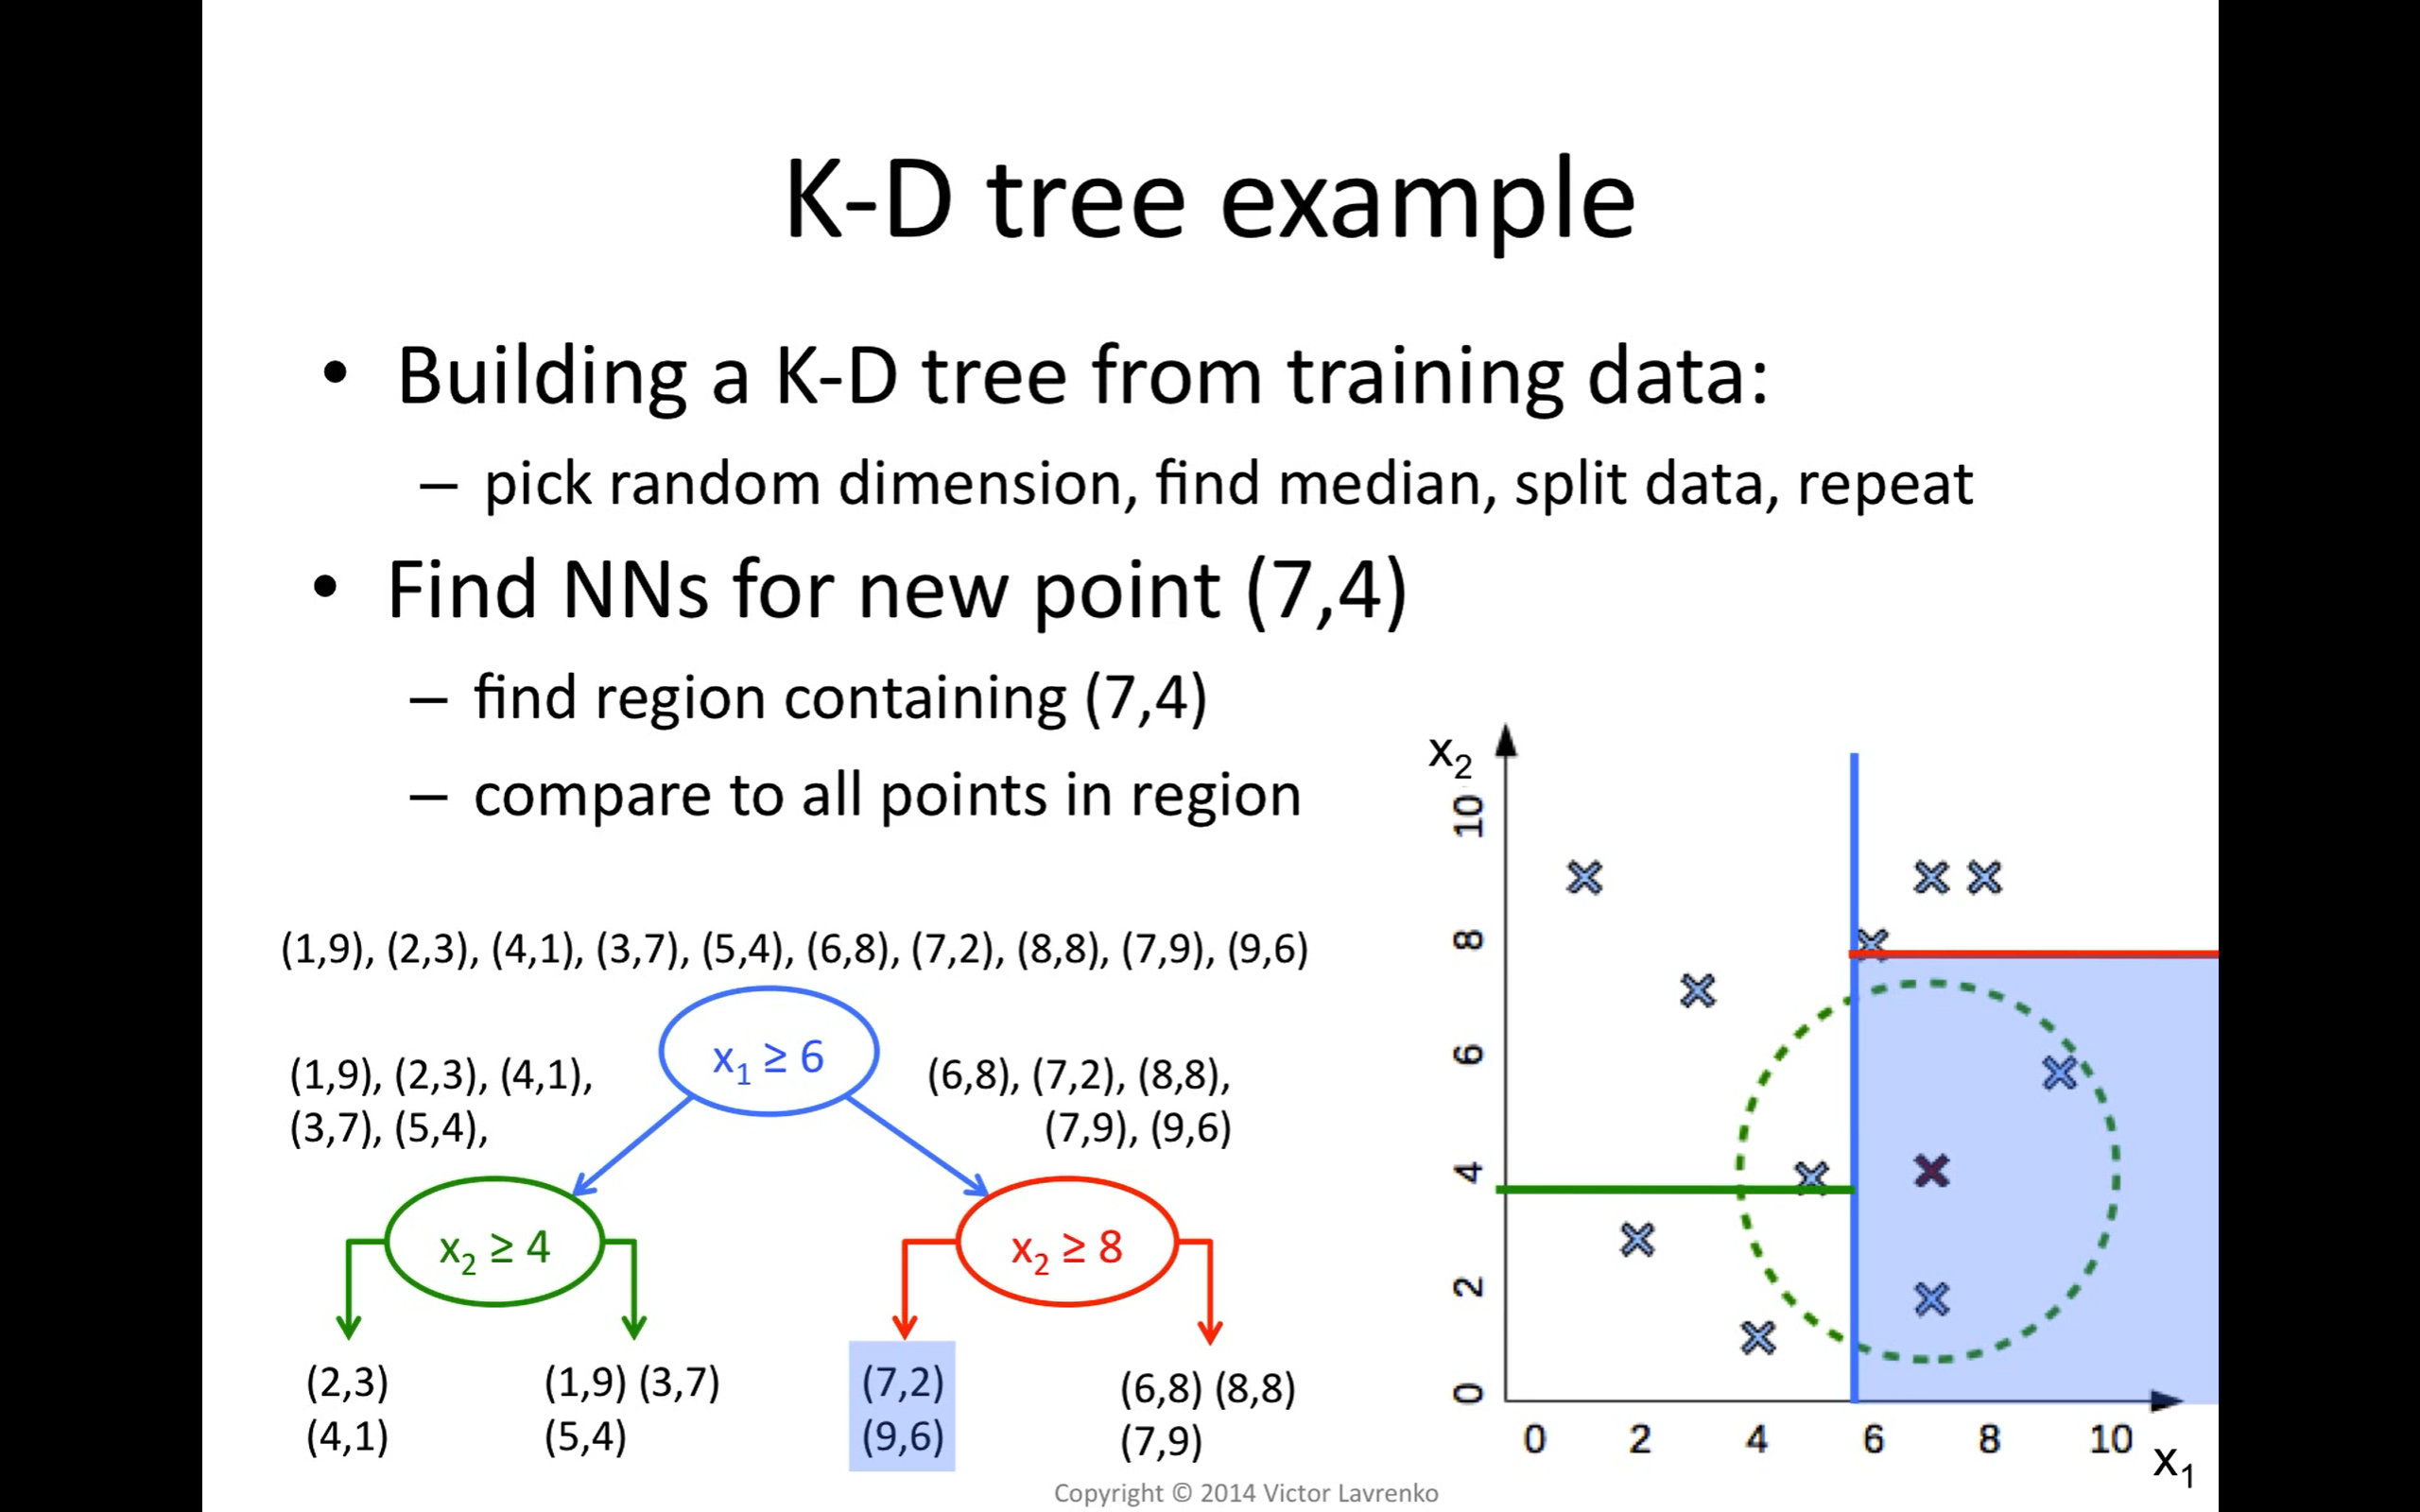 K-D tree example
• Building a K-D tree from training data:
– pick random dimension, find median, split data, repeat
• Find NNs for new point (7,4)
– find region containing (7,4)
– compare to all points in region
(1,9), (2,3), (4,1), (3,7), (5,4), (6,8), (7,2), (8,8), (7,9), (9,6)
x₁ ≥ 6
(1,9), (2,3), (4,1),
(3,7), (5,4),
(6,8), (7,2), (8,8),
(7,9), (9,6)
x₂ ≥ 4
x₂ ≥ 8
(2,3)
(4,1)
(1,9) (3,7)
(5,4)
(7,2)
(9,6)
(6,8) (8,8)
(7,9)
x₂
10
8
6
4
2
0
0 2 4 6 8 10
x₁
Copyright © 2014 Victor Lavrenko